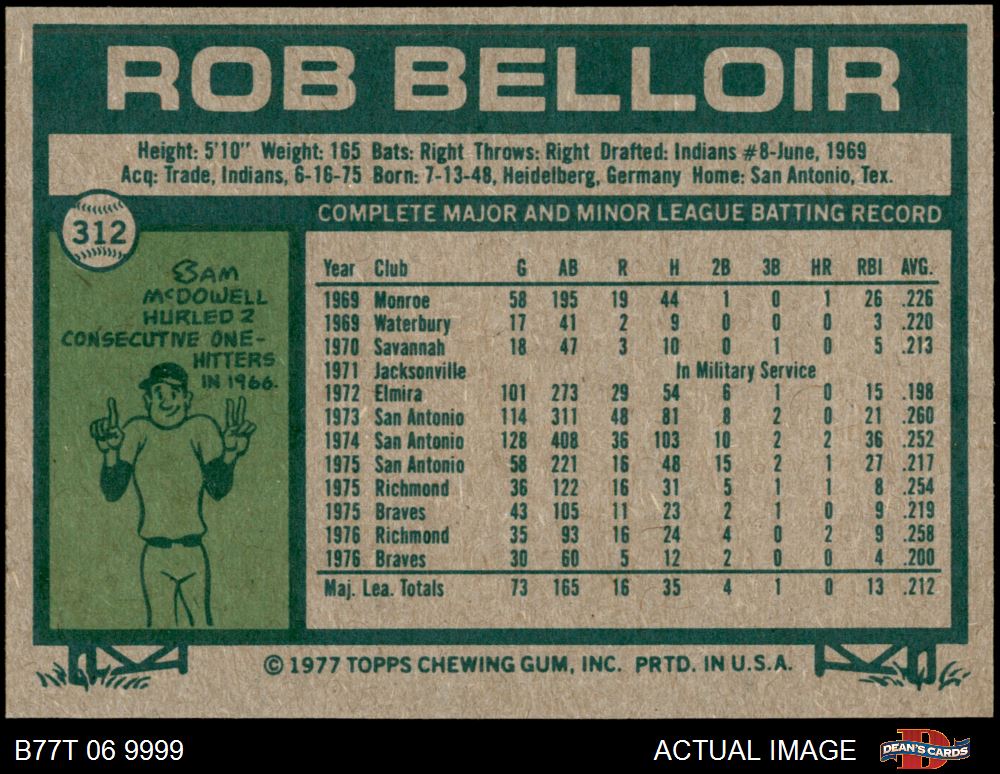 ROB BELLOIR
Height: 5'10" Weight: 165 Bats: Right Throws: Right Drafted: Indians #8-June, 1969
Acq: Trade, Indians, 6-16-75 Born: 7-13-48, Heidelberg, Germany Home: San Antonio, Tex.
312
SAM
McDOWELL
HURLED 2
CONSECUTIVE ONE-
HITTERS
IN 1966.
COMPLETE MAJOR AND MINOR LEAGUE BATTING RECORD
Year Club G AB R H 2B 3B HR RBI AVG.
1969 Monroe 58 195 19 44 1 0 1 26 .226
1969 Waterbury 17 41 2 9 0 0 0 3 .220
1970 Savannah 18 47 3 10 0 1 0 5 .213
1971 Jacksonville In Military Service
1972 Elmira 101 273 29 54 6 1 0 15 .198
1973 San Antonio 114 311 48 81 8 2 0 21 .260
1974 San Antonio 128 408 36 103 10 2 2 36 .252
1975 San Antonio 58 221 16 48 15 2 1 27 .217
1975 Richmond 36 122 16 31 5 1 1 8 .254
1975 Braves 43 105 11 23 2 1 0 9 .219
1976 Richmond 35 93 16 24 4 0 2 9 .258
1976 Braves 30 60 5 12 2 0 0 4 .200
Maj. Lea. Totals 73 165 16 35 4 1 0 13 .212
© 1977 TOPPS CHEWING GUM, INC. PRTD. IN U.S.A.
B77T 06 9999 ACTUAL IMAGE DEAN'S CARDS